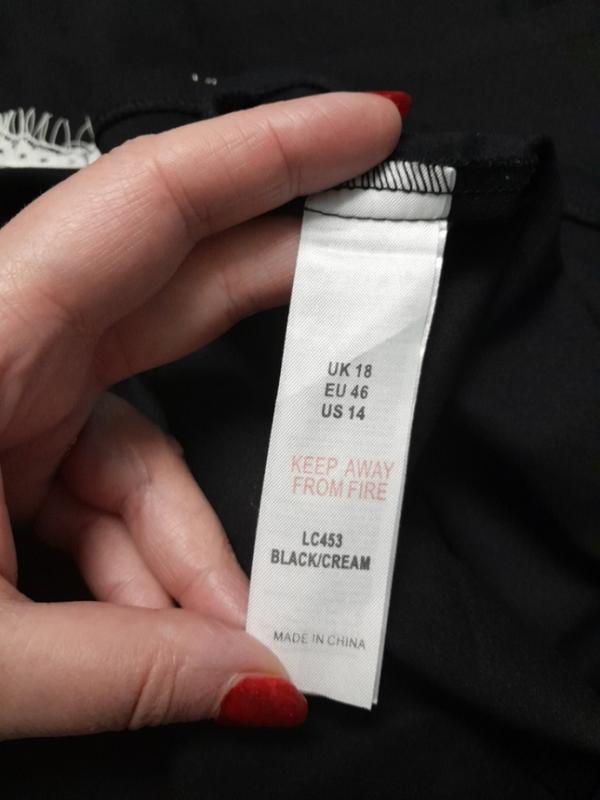 UK 18
EU 46
US 14
KEEP AWAY
FROM FIRE
LC453
BLACK/CREAM
MADE IN CHINA